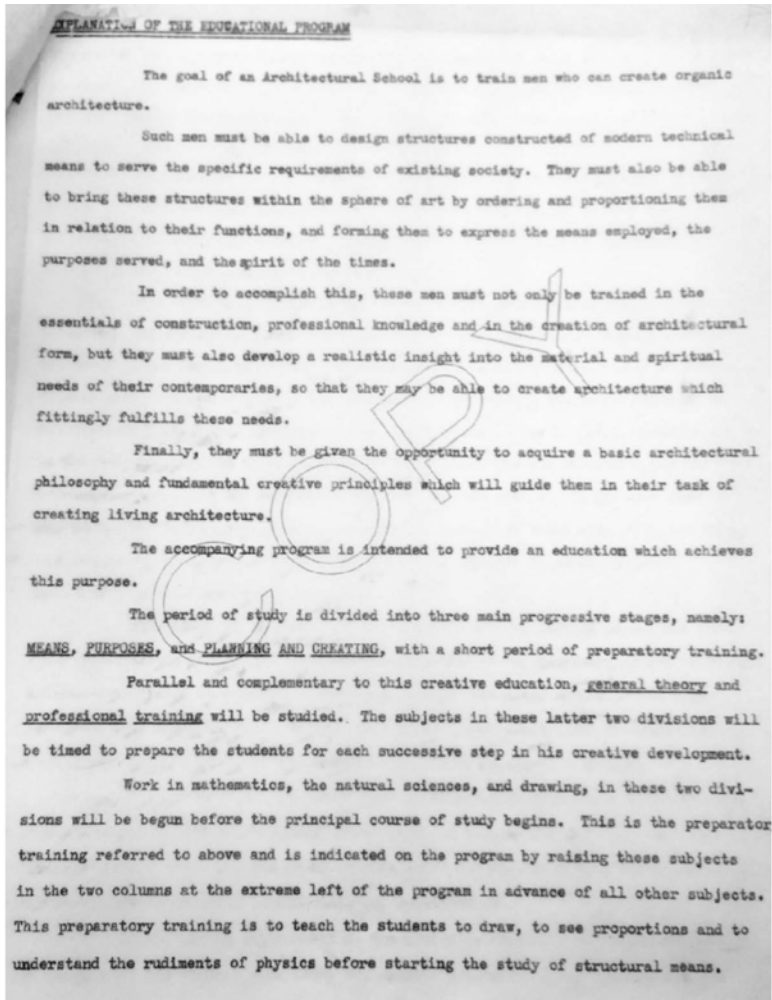 EXPLANATION OF THE EDUCATIONAL PROGRAM
The goal of an Architectural School is to train men who can create organic
architecture.
Such men must be able to design structures constructed of modern technical
means to serve the specific requirements of existing society. They must also be able
to bring these structures within the sphere of art by ordering and proportioning them
in relation to their functions, and forming them to express the means employed, the
purposes served, and the spirit of the times.
In order to accomplish this, these men must not only be trained in the
essentials of construction, professional knowledge and in the creation of architectural
form, but they must also develop a realistic insight into the material and spiritual
needs of their contemporaries, so that they may be able to create architecture which
fittingly fulfills these needs.
Finally, they must be given the opportunity to acquire a basic architectural
philosophy and fundamental creative principles which will guide them in their task of
creating living architecture.
The accompanying program is intended to provide an education which achieves
this purpose.
The period of study is divided into three main progressive stages, namely:
MEANS, PURPOSES, and PLANNING AND CREATING, with a short period of preparatory training.
Parallel and complementary to this creative education, general theory and
professional training will be studied. The subjects in these latter two divisions will
be timed to prepare the students for each successive step in his creative development.
Work in mathematics, the natural sciences, and drawing, in these two divi-
sions will be begun before the principal course of study begins. This is the preparator
training referred to above and is indicated on the program by raising these subjects
in the two columns at the extreme left of the program in advance of all other subjects.
This preparatory training is to teach the students to draw, to see proportions and to
understand the rudiments of physics before starting the study of structural means.
COPY